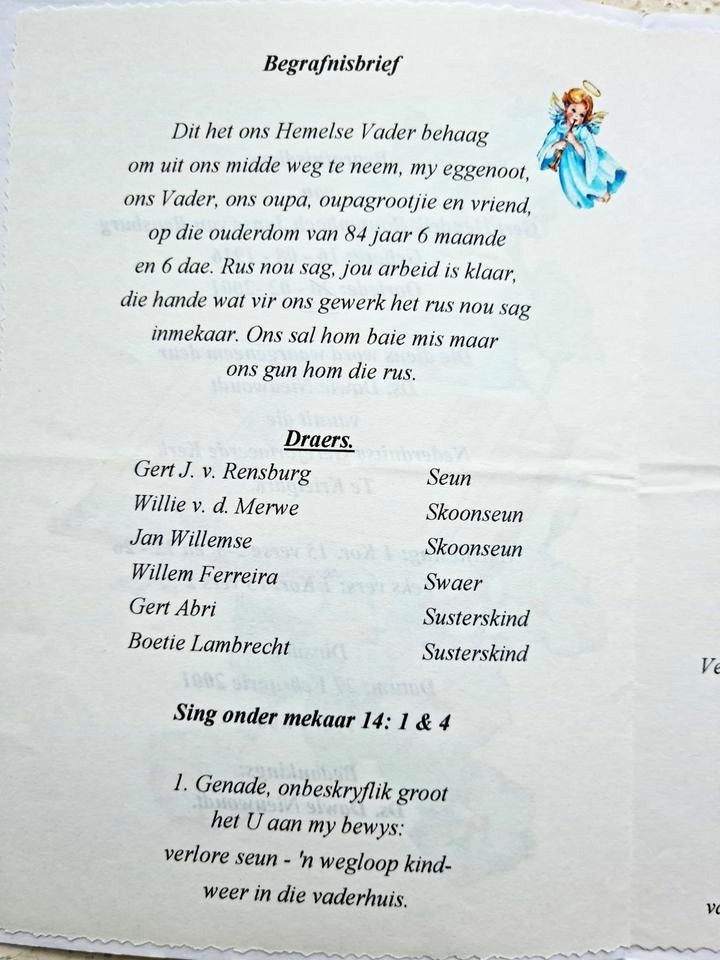 Begrafnisbrief
Dit het ons Hemelse Vader behaag
om uit ons midde weg te neem, my eggenoot,
ons Vader, ons oupa, oupagrootjie en vriend,
op die ouderdom van 84 jaar 6 maande
en 6 dae. Rus nou sag, jou arbeid is klaar,
die hande wat vir ons gewerk het rus nou sag
inmekaar. Ons sal hom baie mis maar
ons gun hom die rus.
Draers.
Gert J. v. Rensburg Seun
Willie v. d. Merwe Skoonseun
Jan Willemse Skoonseun
Willem Ferreira Swaer
Gert Abri Susterskind
Boetie Lambrecht Susterskind
Sing onder mekaar 14: 1 & 4
1. Genade, onbeskryflik groot
het U aan my bewys:
verlore seun - 'n wegloop kind-
weer in die vaderhuis.